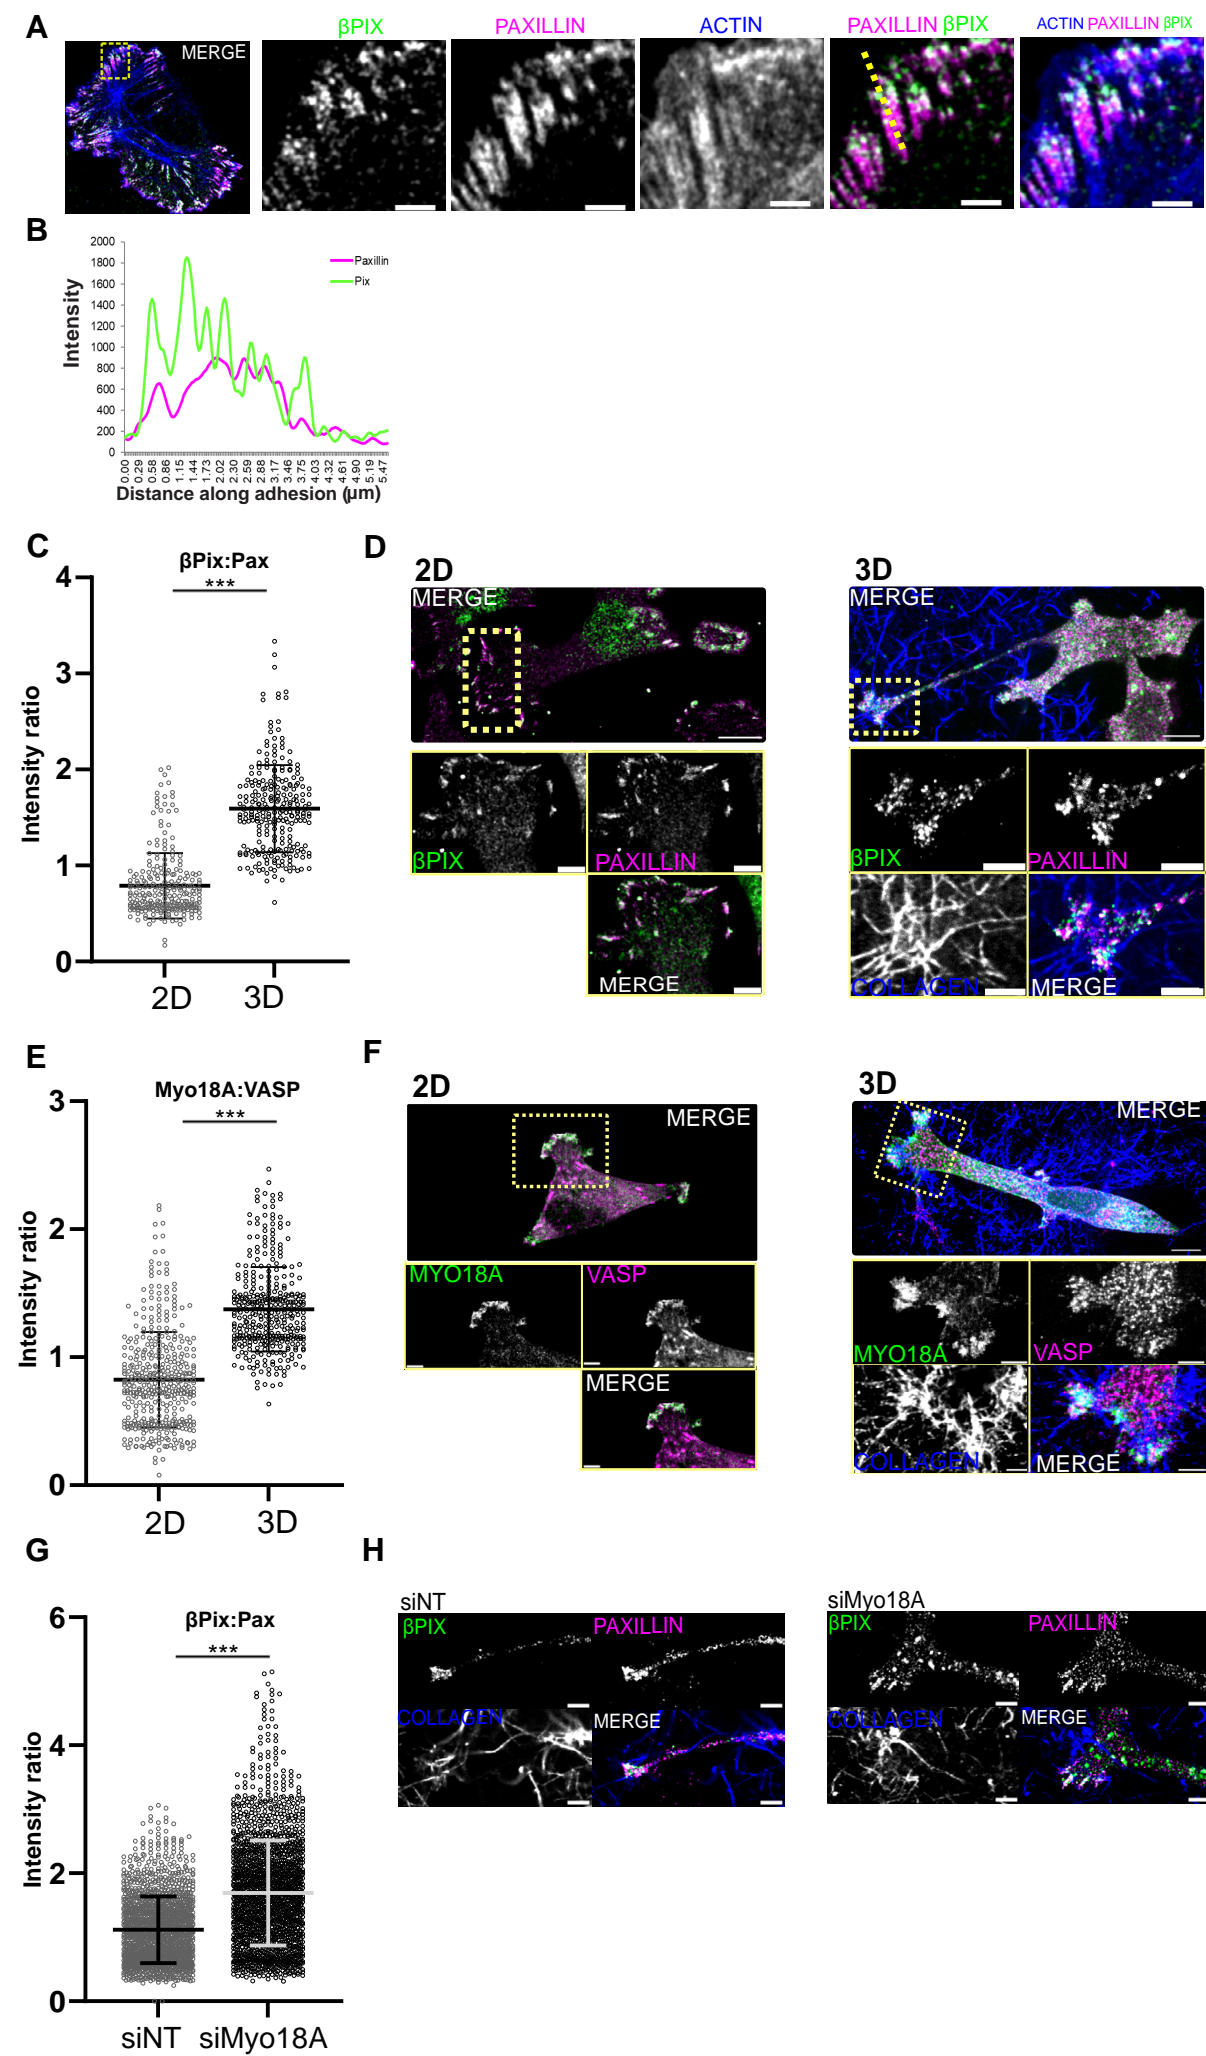 A
MERGE
βPIX
PAXILLIN
ACTIN
PAXILLIN βPIX
ACTIN PAXILLIN βPIX
B
Intensity
2000
1800
1600
1400
1200
1000
800
600
400
200
0
Paxillin
Pix
0.00 0.29 0.58 0.86 1.15 1.44 1.73 2.02 2.30 2.59 2.88 3.17 3.46 3.75 4.03 4.32 4.61 4.90 5.19 5.47
Distance along adhesion (μm)
C
βPix:Pax
***
Intensity ratio
4
3
2
1
0
2D 3D
D
2D
MERGE
βPIX
PAXILLIN
MERGE
3D
MERGE
βPIX
PAXILLIN
COLLAGEN
MERGE
E
Myo18A:VASP
***
Intensity ratio
3
2
1
0
2D 3D
F
2D
MERGE
MYO18A
VASP
MERGE
3D
MERGE
MYO18A
VASP
COLLAGEN
MERGE
G
βPix:Pax
***
Intensity ratio
6
4
2
0
siNT siMyo18A
H
siNT
βPIX
PAXILLIN
COLLAGEN
MERGE
siMyo18A
βPIX
PAXILLIN
COLLAGEN
MERGE